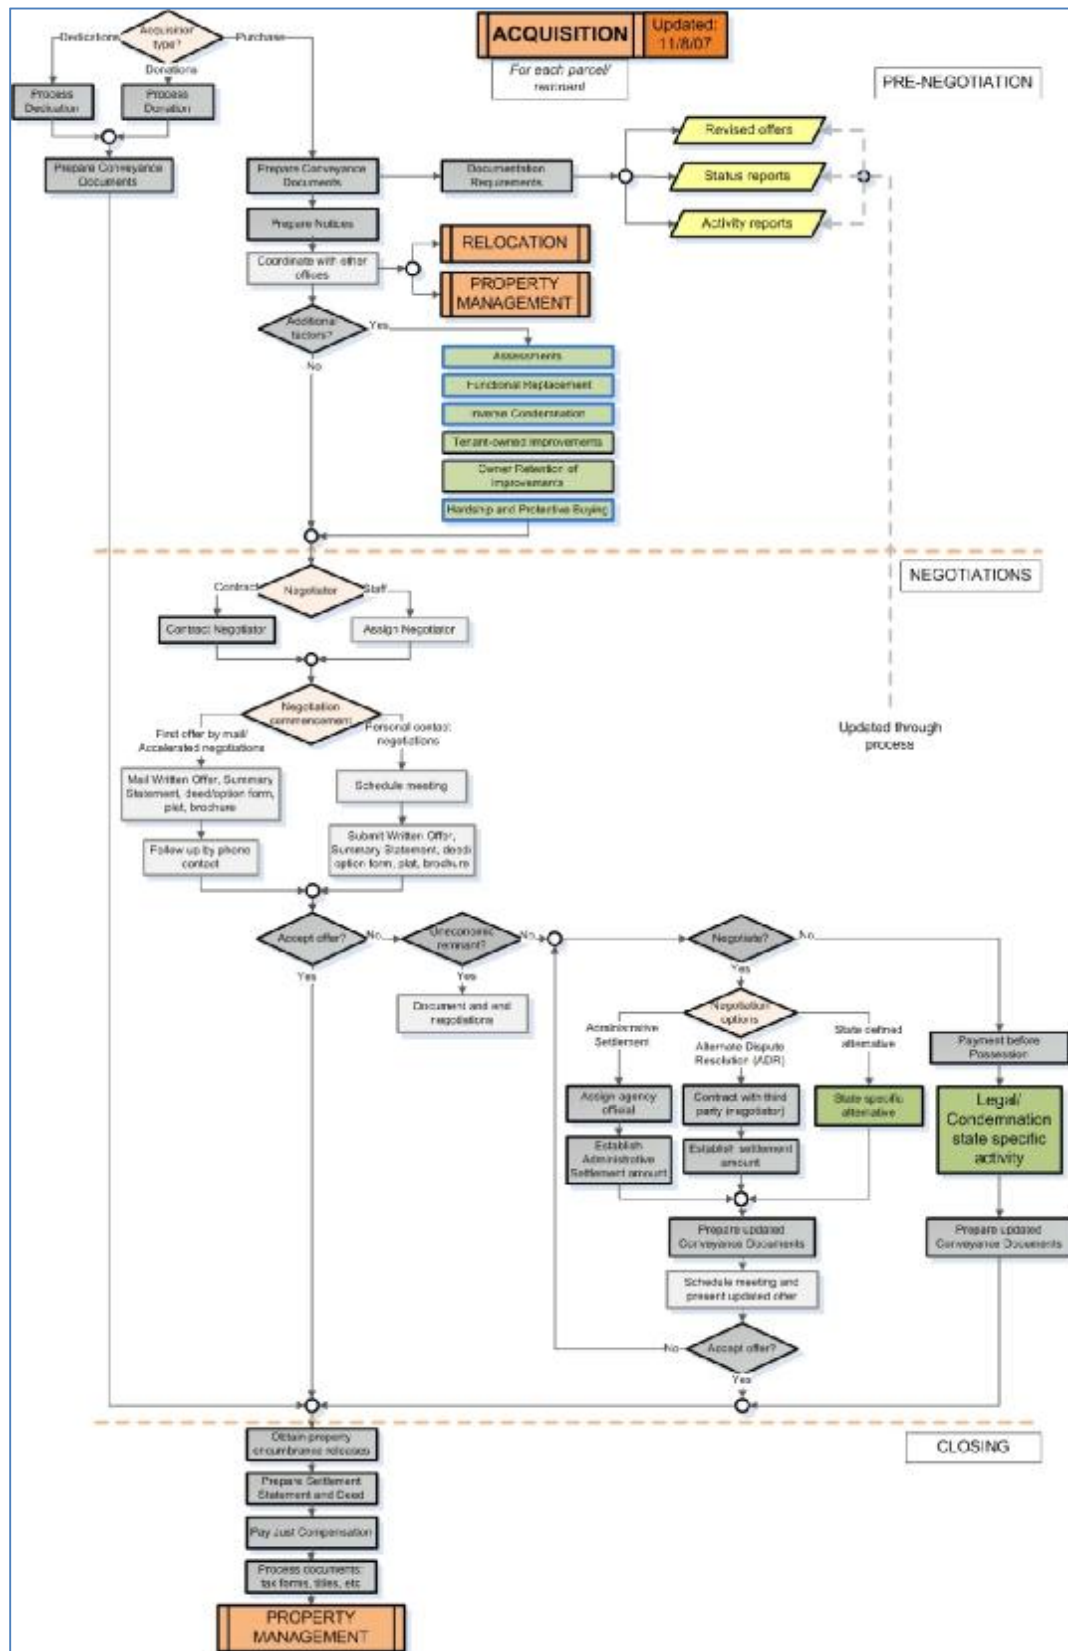 ACQUISITION
Updated:
11/8/07
For each parcel/
remnant
PRE-NEGOTIATION
Acquisition
type?
Dedications
Purchase
Donations
Process
Dedication
Process
Donation
Prepare Conveyance
Documents
Prepare Conveyance
Documents
Documentation
Requirements
Revised offers
Status reports
Activity reports
Prepare Notices
Coordinate with other
offices
RELOCATION
PROPERTY
MANAGEMENT
Additional
factors?
Yes
No
Assessments
Functional Replacement
Inverse Condemnation
Tenant-owned improvements
Owner Retention of
Improvements
Hardship and Protective Buying
NEGOTIATIONS
Negotiator
Contract
Staff
Contract Negotiator
Assign Negotiator
Negotiation
commencement
First offer by mail/
Accelerated negotiations
Personal contact
negotiations
Updated through
process
Mail Written Offer, Summary
Statement, deed/option form,
plat, brochure
Schedule meeting
Follow up by phone
contact
Submit Written Offer,
Summary Statement, deed/
option form, plat, brochure
Accept offer?
No
Uneconomic
remnant?
No
Negotiate?
No
Yes
Yes
Yes
Document and end
negotiations
Negotiation
options
Administrative
Settlement
Alternate Dispute
Resolution (ADR)
State defined
alternative
Payment before
Possession
Assign agency
official
Contract with third
party (negotiator)
State specific
alternative
Legal/
Condemnation
state specific
activity
Establish
Administrative
Settlement amount
Establish settlement
amount
Prepare updated
Conveyance Documents
Prepare updated
Conveyance Documents
Schedule meeting and
present updated offer
No
Accept offer?
Yes
CLOSING
Obtain property
encumbrance releases
Prepare Settlement
Statement and Deed
Pay Just Compensation
Process documents:
tax forms, titles, etc
PROPERTY
MANAGEMENT